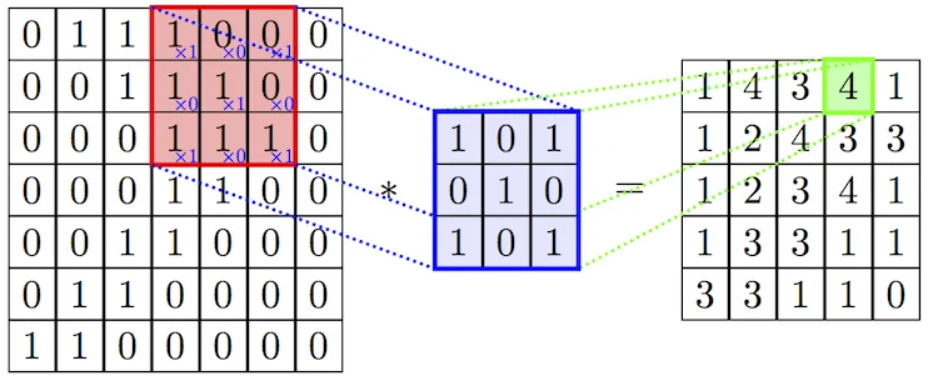 0 1 1 1×1 0×0 0×1 0
0 0 1 1×0 1×1 0×0 0
0 0 0 1×1 1×0 1×1 0
0 0 0 1 1 0 0
0 0 1 1 0 0 0
0 1 1 0 0 0 0
1 1 0 0 0 0 0
*
1 0 1
0 1 0
1 0 1
=
1 4 3 4 1
1 2 4 3 3
1 2 3 4 1
1 3 3 1 1
3 3 1 1 0